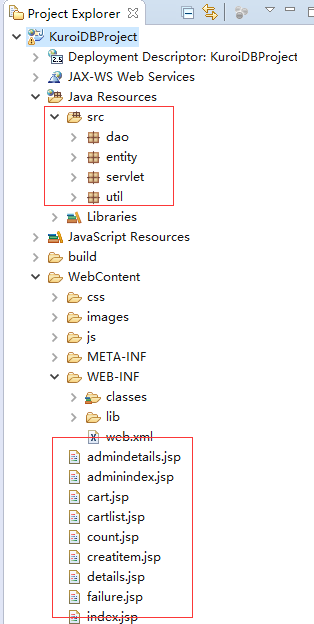 Project Explorer
KuroiDBProject
Deployment Descriptor: KuroiDBProject
JAX-WS Web Services
Java Resources
src
dao
entity
servlet
util
Libraries
JavaScript Resources
build
WebContent
css
images
js
META-INF
WEB-INF
classes
lib
web.xml
admindetails.jsp
adminindex.jsp
cart.jsp
cartlist.jsp
count.jsp
creatitem.jsp
details.jsp
failure.jsp
index.jsp